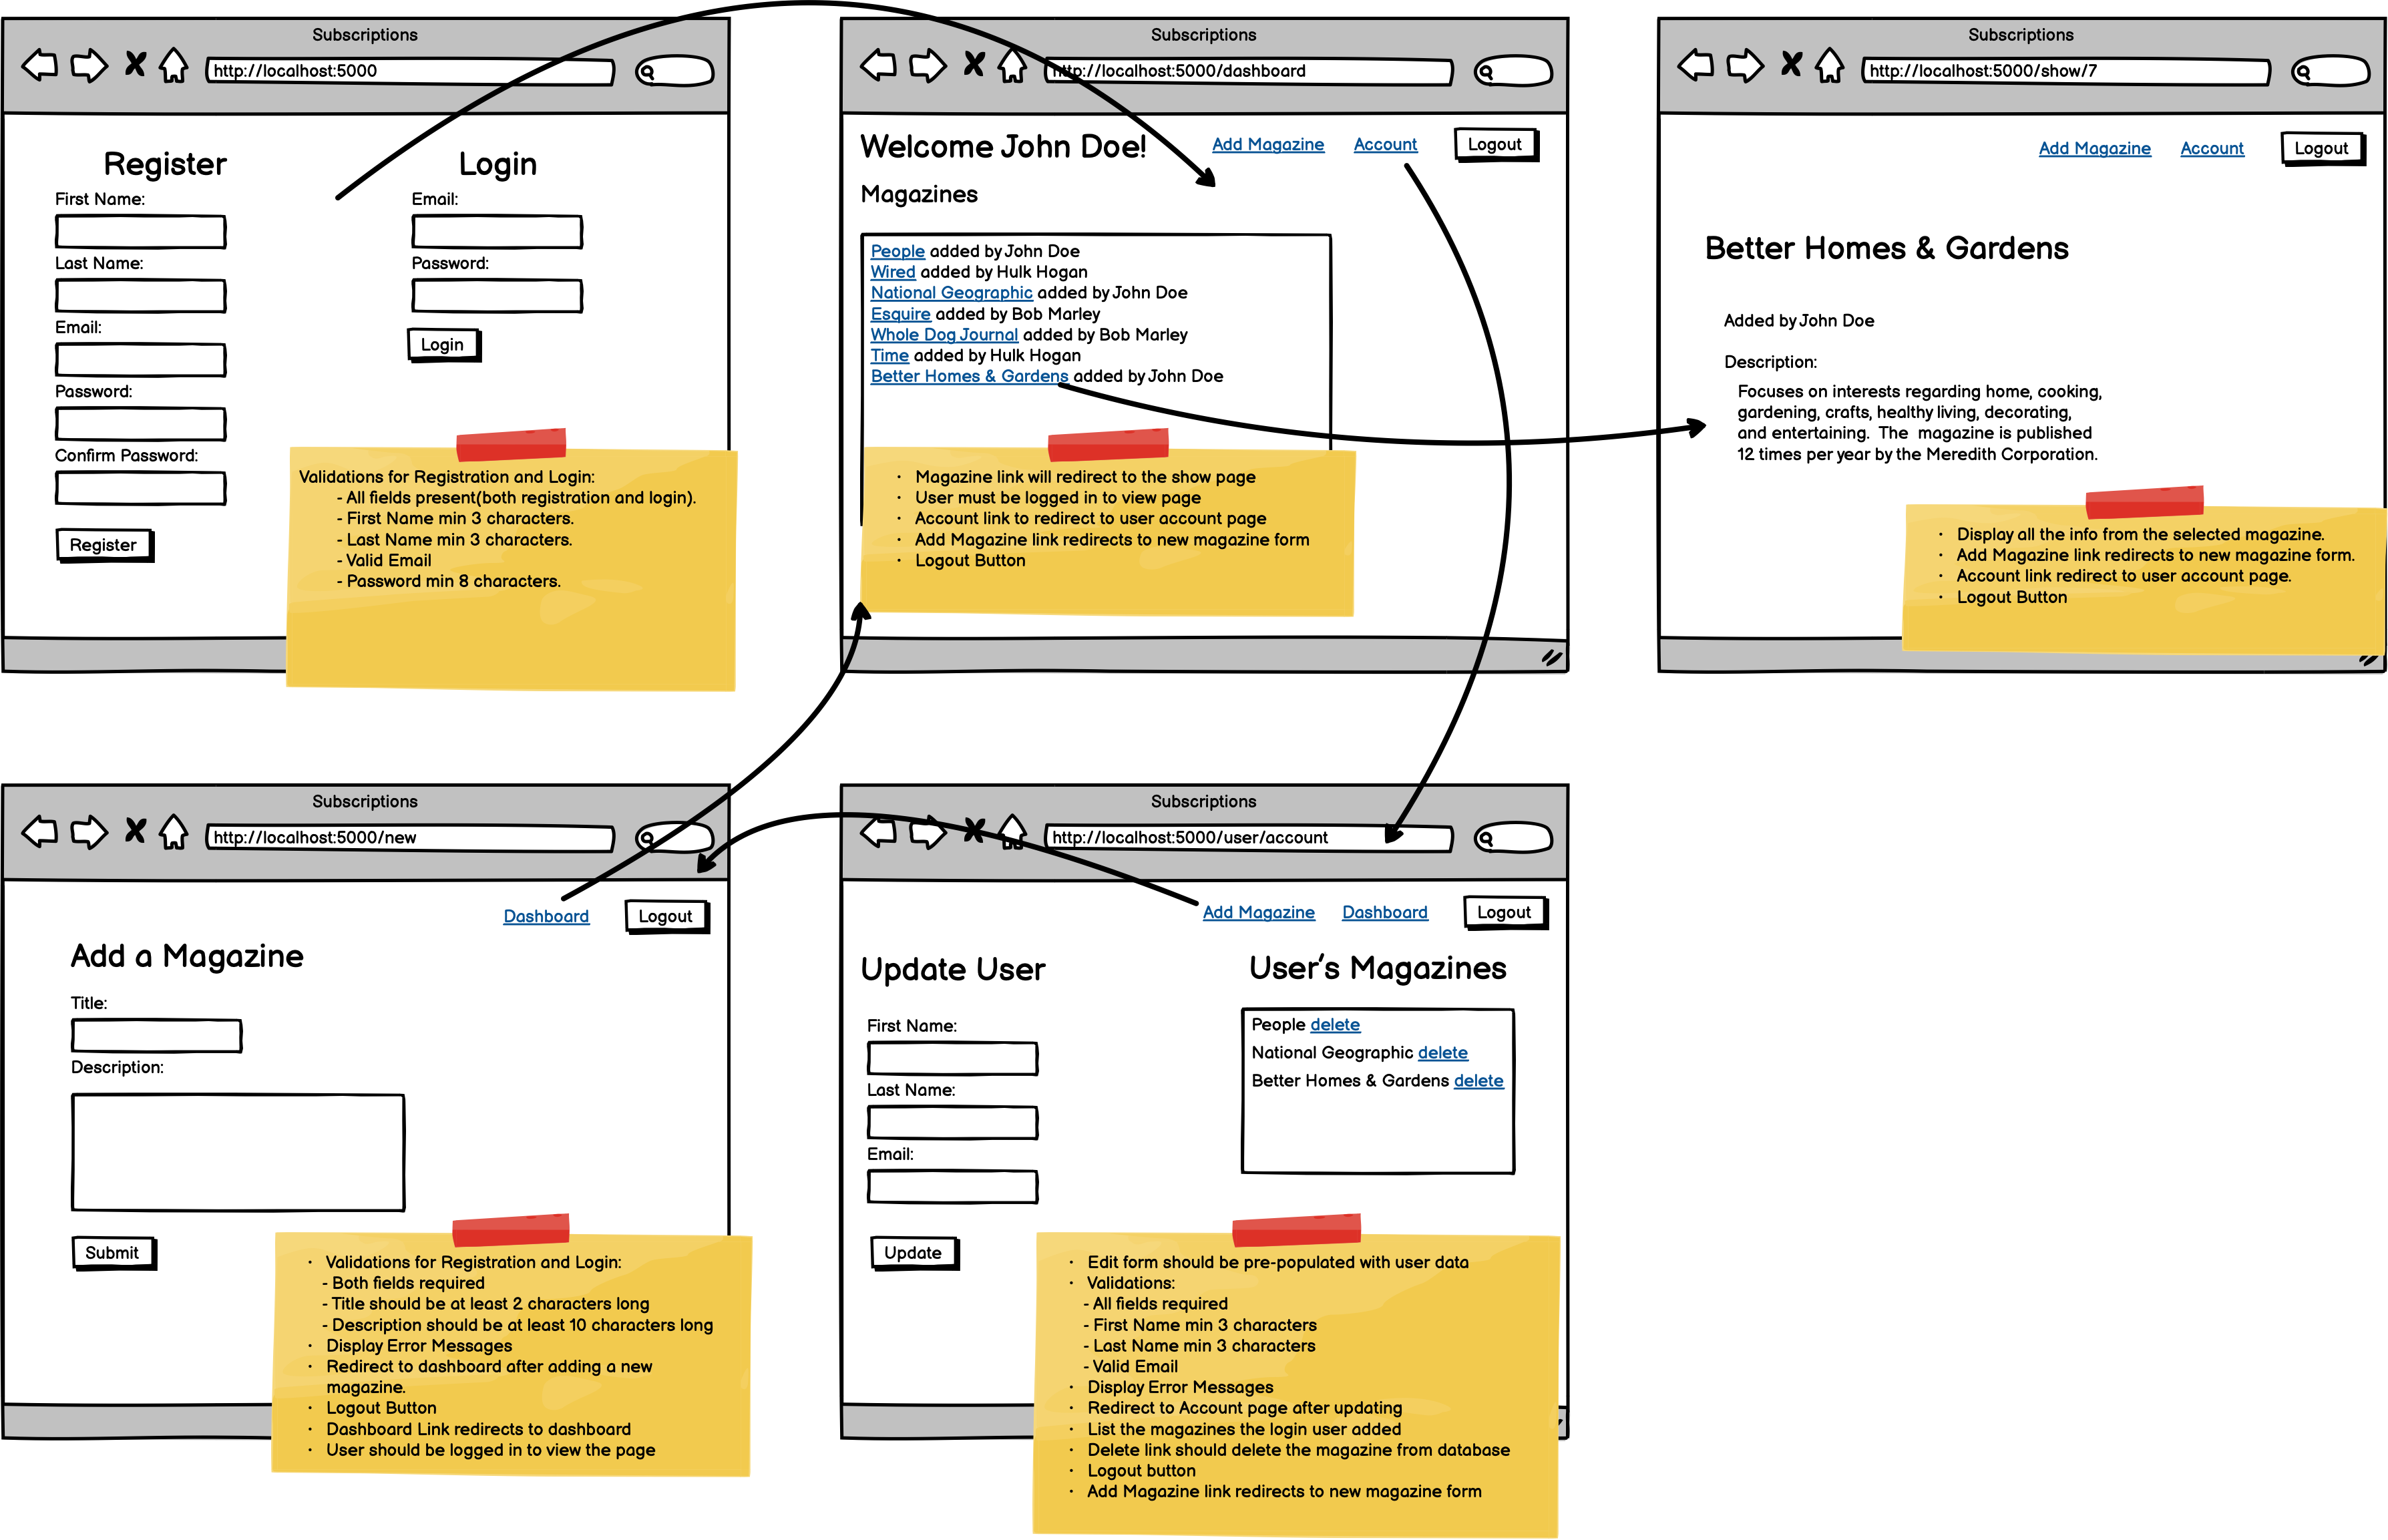 Subscriptions
http://localhost:5000
Register
First Name:
Last Name:
Email:
Password:
Confirm Password:
Register
Login
Email:
Password:
Login
Validations for Registration and Login:
- All fields present(both registration and login).
- First Name min 3 characters.
- Last Name min 3 characters.
- Valid Email
- Password min 8 characters.
Subscriptions
http://localhost:5000/dashboard
Welcome John Doe!
Add Magazine
Account
Logout
Magazines
People added by John Doe
Wired added by Hulk Hogan
National Geographic added by John Doe
Esquire added by Bob Marley
Whole Dog Journal added by Bob Marley
Time added by Hulk Hogan
Better Homes & Gardens added by John Doe
· Magazine link will redirect to the show page
· User must be logged in to view page
· Account link to redirect to user account page
· Add Magazine link redirects to new magazine form
· Logout Button
Subscriptions
http://localhost:5000/show/7
Add Magazine
Account
Logout
Better Homes & Gardens
Added by John Doe
Description:
Focuses on interests regarding home, cooking,
gardening, crafts, healthy living, decorating,
and entertaining. The magazine is published
12 times per year by the Meredith Corporation.
· Display all the info from the selected magazine.
· Add Magazine link redirects to new magazine form.
· Account link redirect to user account page.
· Logout Button
Subscriptions
http://localhost:5000/new
Dashboard
Logout
Add a Magazine
Title:
Description:
Submit
· Validations for Registration and Login:
- Both fields required
- Title should be at least 2 characters long
- Description should be at least 10 characters long
· Display Error Messages
· Redirect to dashboard after adding a new
magazine.
· Logout Button
· Dashboard Link redirects to dashboard
· User should be logged in to view the page
Subscriptions
http://localhost:5000/user/account
Add Magazine
Dashboard
Logout
Update User
First Name:
Last Name:
Email:
Update
User's Magazines
People delete
National Geographic delete
Better Homes & Gardens delete
· Edit form should be pre-populated with user data
· Validations:
- All fields required
- First Name min 3 characters
- Last Name min 3 characters
- Valid Email
· Display Error Messages
· Redirect to Account page after updating
· List the magazines the login user added
· Delete link should delete the magazine from database
· Logout button
· Add Magazine link redirects to new magazine form